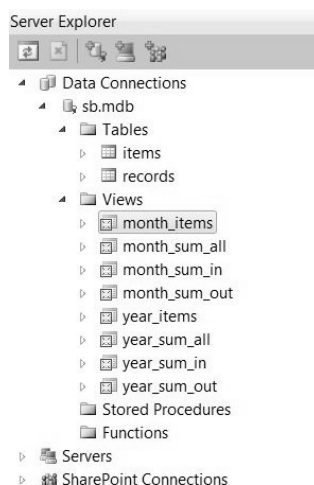 Server Explorer
Data Connections
sb.mdb
Tables
items
records
Views
month_items
month_sum_all
month_sum_in
month_sum_out
year_items
year_sum_all
year_sum_in
year_sum_out
Stored Procedures
Functions
Servers
SharePoint Connections